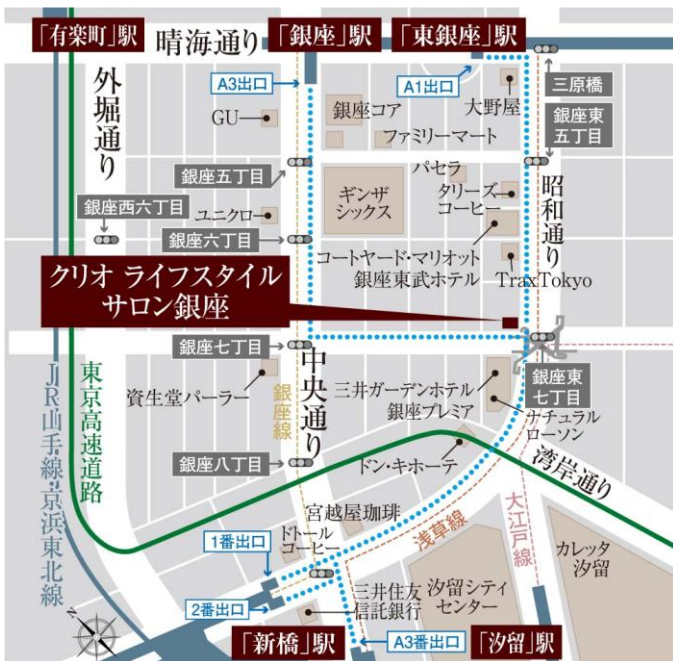 「有楽町」駅
晴海通り
「銀座」駅
「東銀座」駅
外堀通り
A3出口
A1出口
三原橋
GU
銀座コア
大野屋
銀座東
五丁目
ファミリーマート
銀座五丁目
パセラ
昭和通り
銀座西六丁目
ギンザ
シックス
タリーズ
コーヒー
ユニクロ
銀座六丁目
コートヤード・マリオット
銀座東武ホテル
TraxTokyo
クリオ ライフスタイル
サロン銀座
銀座七丁目
中央通り
資生堂パーラー
銀座線
三井ガーデンホテル
銀座プレミア
銀座東
七丁目
ナチュラル
ローソン
JR山手線・京浜東北線
東京高速道路
銀座八丁目
ドン・キホーテ
湾岸通り
宮越屋珈琲
浅草線
大江戸線
ドトール
コーヒー
1番出口
カレッタ
汐留
2番出口
三井住友
信託銀行
汐留シティ
センター
「新橋」駅
A3番出口
「汐留」駅
N